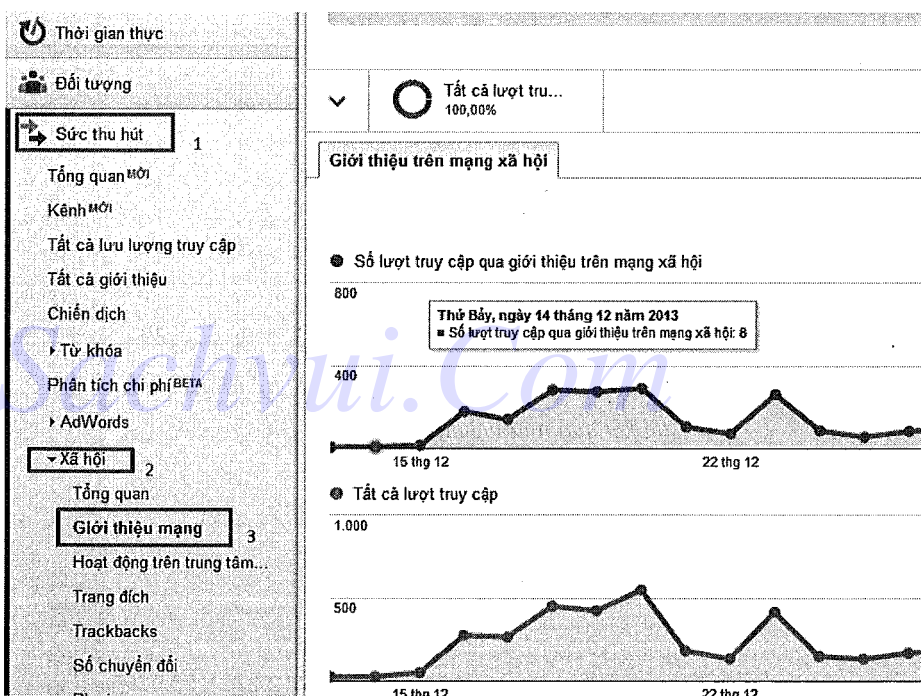 Thời gian thực
Đối tượng
Sức thu hút 1
Tổng quan MỚI
Kênh MỚI
Tất cả lưu lượng truy cập
Tất cả giới thiệu
Chiến dịch
Từ khóa
Phân tích chi phí BETA
AdWords
Xã hội 2
Tổng quan
Giới thiệu mạng 3
Hoạt động trên trung tâm...
Trang đích
Trackbacks
Số chuyển đổi
Tất cả lượt tru...
100,00%
Giới thiệu trên mạng xã hội
Số lượt truy cập qua giới thiệu trên mạng xã hội
800
Thứ Bảy, ngày 14 tháng 12 năm 2013
Số lượt truy cập qua giới thiệu trên mạng xã hội: 8
400
15 thg 12
22 thg 12
Tất cả lượt truy cập
1.000
500
15 thg 12
22 thg 12
Sachvui.Com